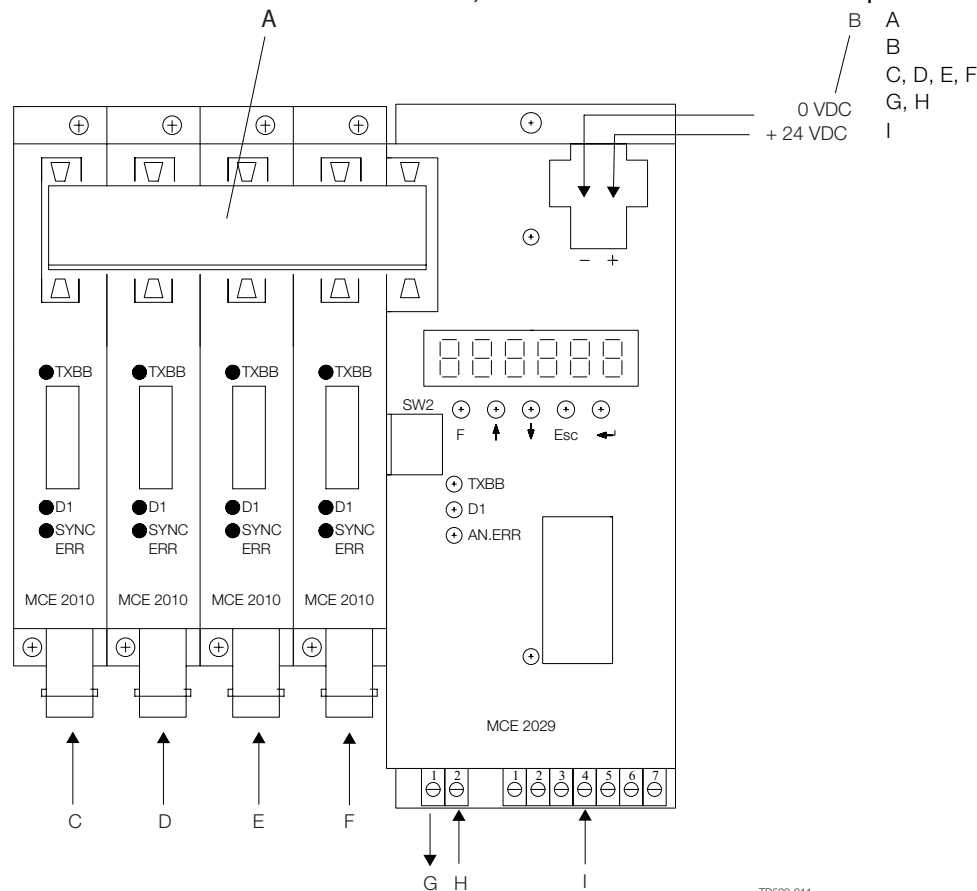 A
B
A
B
C, D, E, F
G, H
I
0 VDC
+ 24 VDC
− +
TXBB TXBB TXBB TXBB
SW2
F Esc
TXBB
D1
AN.ERR
D1 D1 D1 D1
SYNC ERR SYNC ERR SYNC ERR SYNC ERR
MCE 2010 MCE 2010 MCE 2010 MCE 2010
MCE 2029
1 2 1 2 3 4 5 6 7
C D E F
G H I